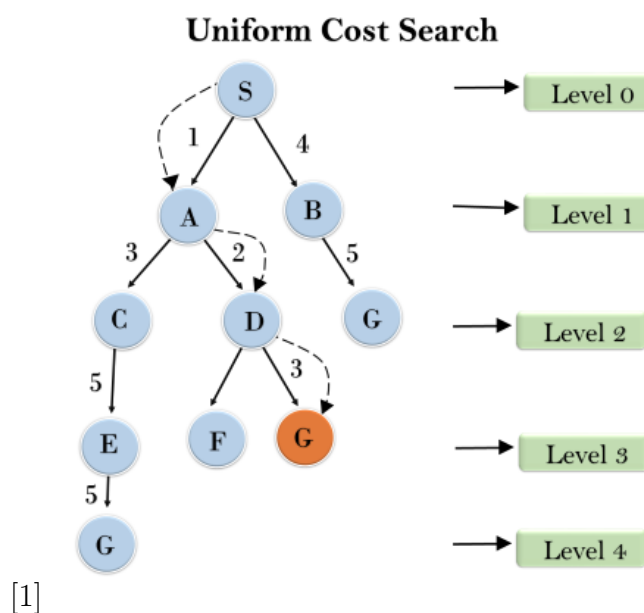 Uniform Cost Search
S
Level 0
1
4
A
B
Level 1
3
2
5
C
D
G
Level 2
5
3
E
F
G
Level 3
5
G
Level 4
[1]